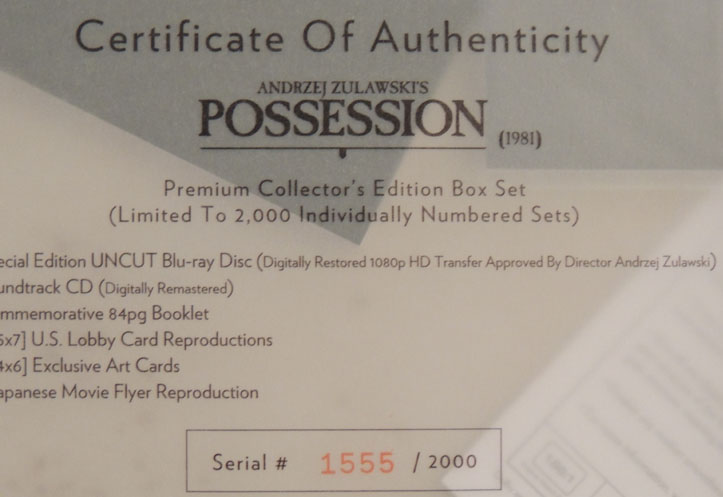 Certificate Of Authenticity
ANDRZEJ ZULAWSKI'S
POSSESSION (1981)
Premium Collector's Edition Box Set
(Limited To 2,000 Individually Numbered Sets)
ecial Edition UNCUT Blu-ray Disc (Digitally Restored 1080p HD Transfer Approved By Director Andrzej Zulawski)
undtrack CD (Digitally Remastered)
mmemorative 84pg Booklet
5x7] U.S. Lobby Card Reproductions
4x6] Exclusive Art Cards
apanese Movie Flyer Reproduction
Serial # 1555 / 2000